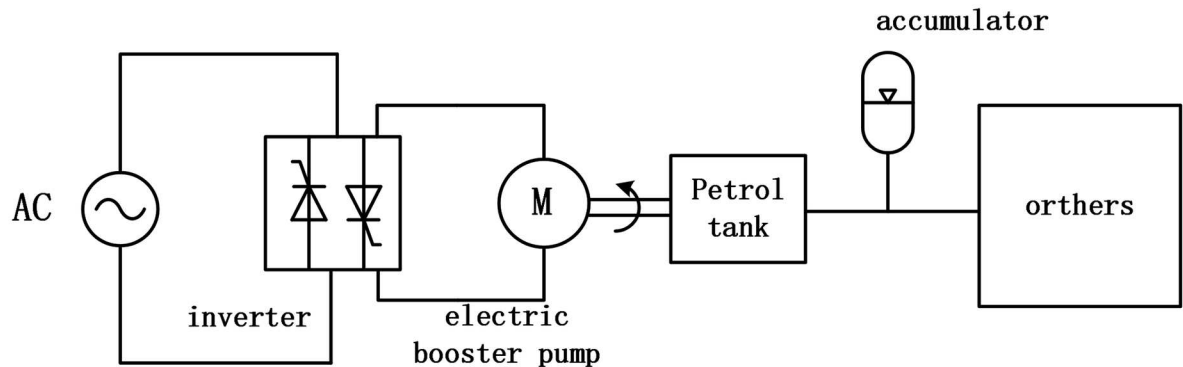 accumulator
AC
M
Petrol
tank
orthers
inverter
electric
booster pump